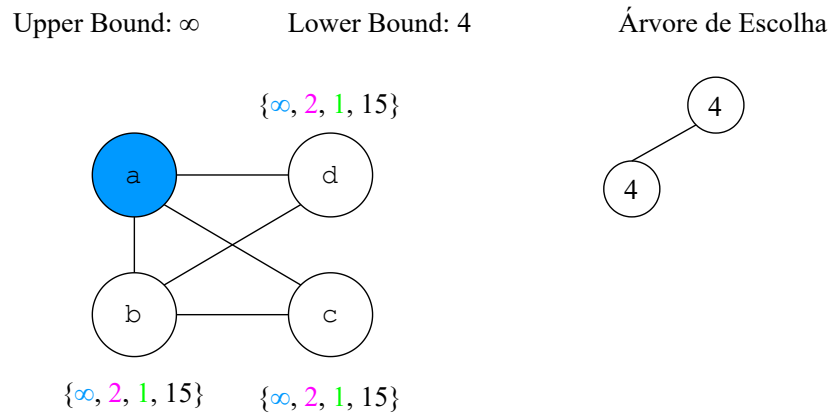 Upper Bound: ∞ Lower Bound: 4 Árvore de Escolha
{∞, 2, 1, 15}
4
a d
4
b c
{∞, 2, 1, 15} {∞, 2, 1, 15}